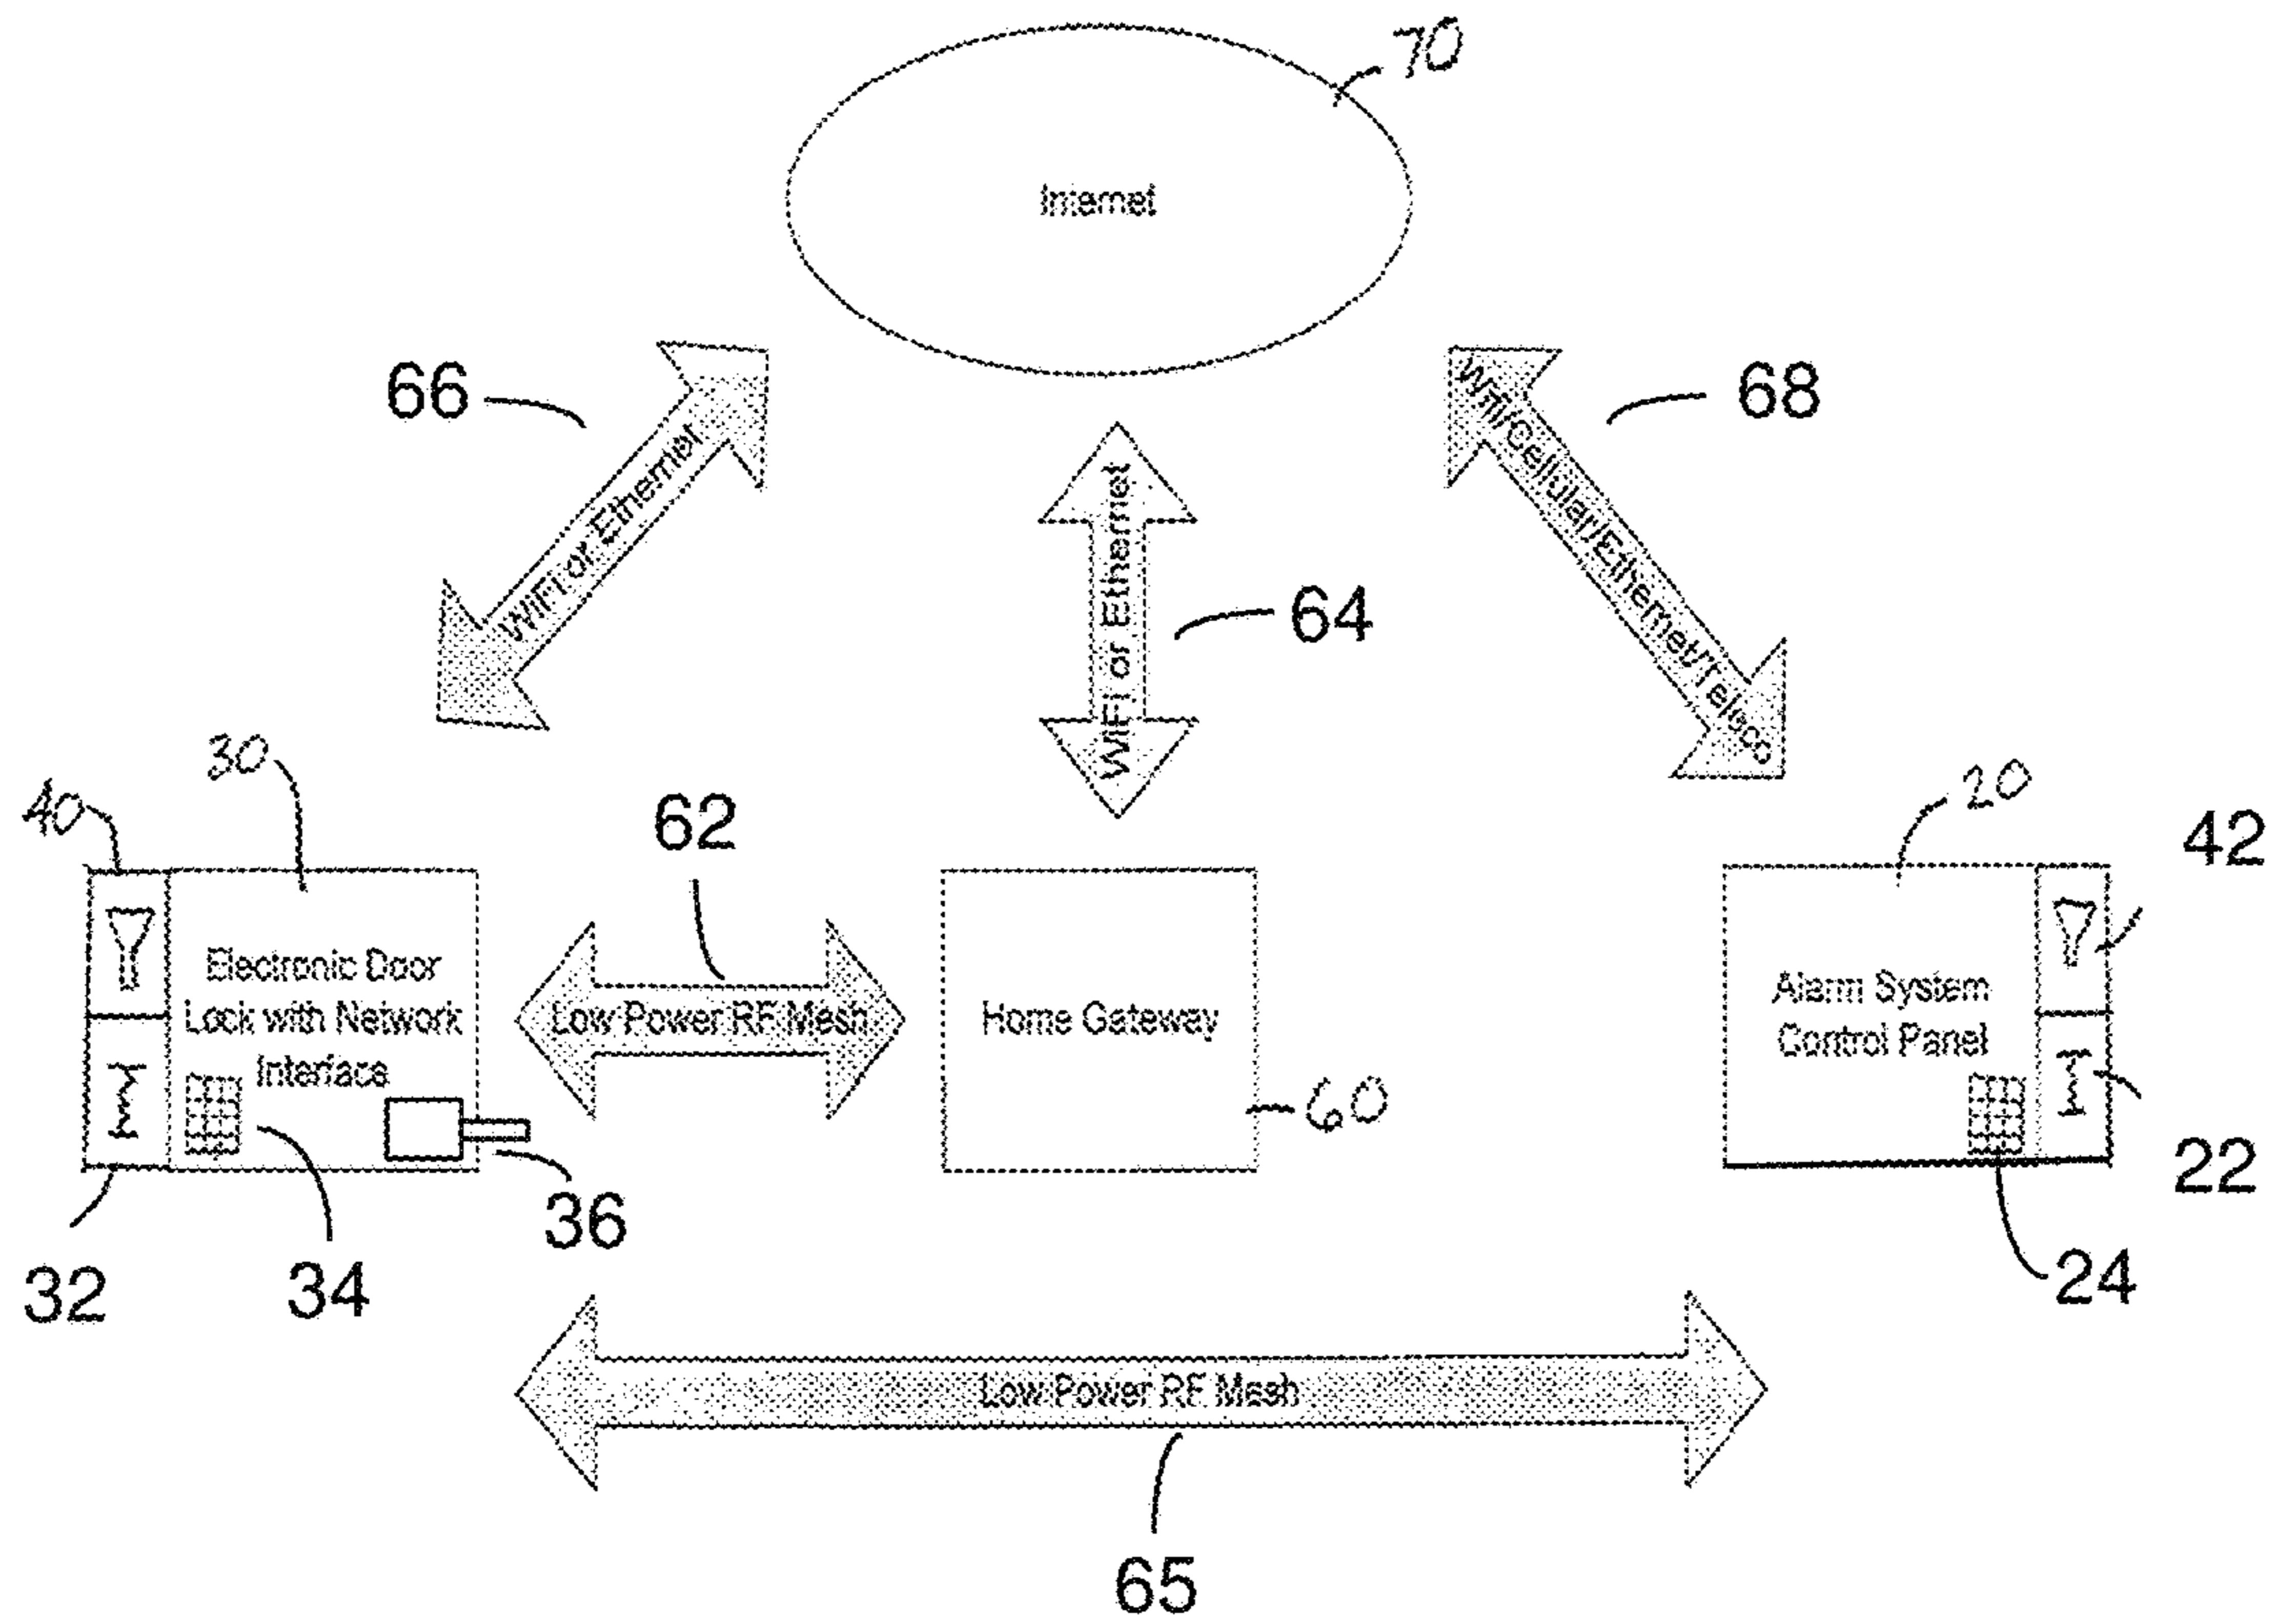 70
Internet
66
68
WiFi or Ethernet
WiFi or Ethernet
Wifi/Cellular/Ethernet/Telco
64
30
40
62
20
42
Electronic Door
Lock with Network
Interface
Low Power RF Mesh
Home Gateway
Alarm System
Control Panel
60
36
22
32
34
24
Low Power RF Mesh
65